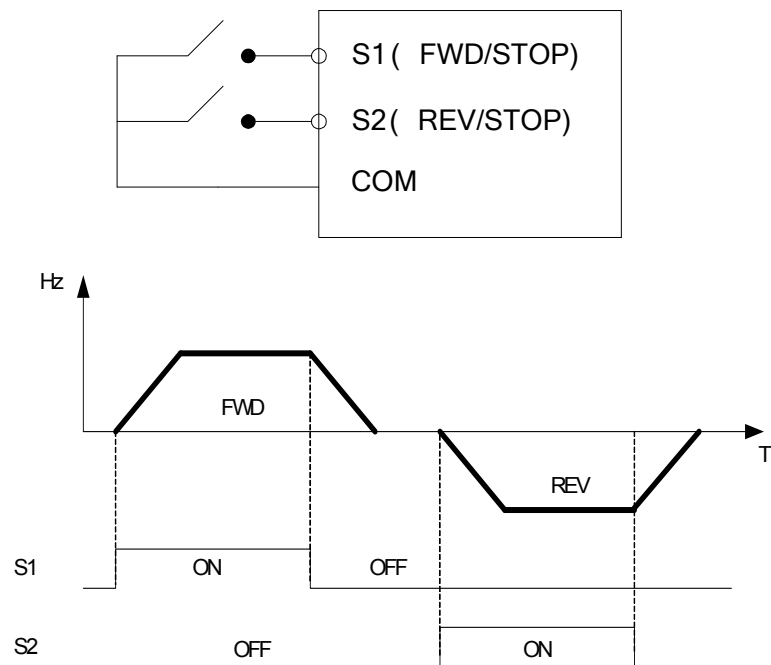 S1( FWD/STOP)
S2( REV/STOP)
COM
Hz
FWD
T
REV
S1 ON OFF
S2 OFF ON